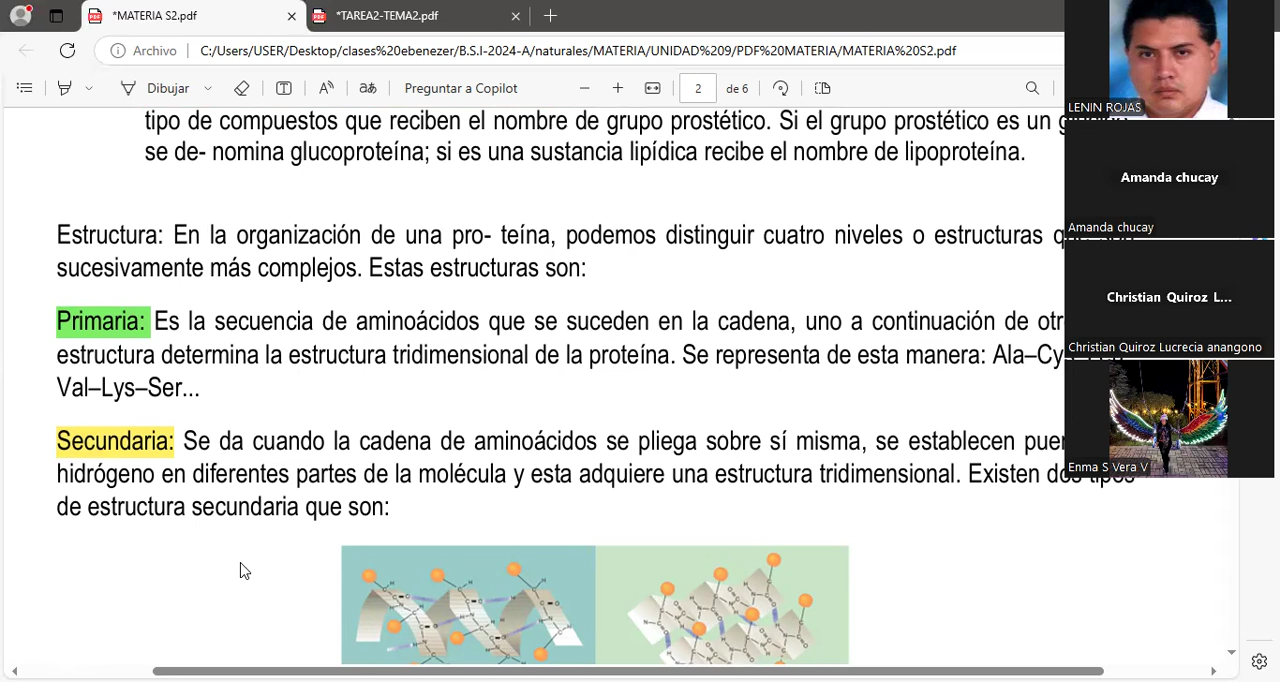 *MATERIA S2.pdf
*TAREA2-TEMA2.pdf
Archivo
C:/Users/USER/Desktop/clases%20ebenezer/B.S.I-2024-A/naturales/MATERIA/UNIDAD%209/PDF%20MATERIA/MATERIA%20S2.pdf
Dibujar
Preguntar a Copilot
2 de 6
tipo de compuestos que reciben el nombre de grupo prostético. Si el grupo prostético es un
se de- nomina glucoproteína; si es una sustancia lipídica recibe el nombre de lipoproteína.
Estructura: En la organización de una pro- teína, podemos distinguir cuatro niveles o estructuras
sucesivamente más complejos. Estas estructuras son:
Primaria: Es la secuencia de aminoácidos que se suceden en la cadena, uno a continuación de
estructura determina la estructura tridimensional de la proteína. Se representa de esta manera: Ala–Cys
Val–Lys–Ser...
Secundaria: Se da cuando la cadena de aminoácidos se pliega sobre sí misma, se establecen
hidrógeno en diferentes partes de la molécula y esta adquiere una estructura tridimensional. Existen dos tipos
de estructura secundaria que son:
LENIN ROJAS
Amanda chucay
Amanda chucay
Christian Quiroz L...
Christian Quiroz Lucrecia anangono
Enma S Vera V